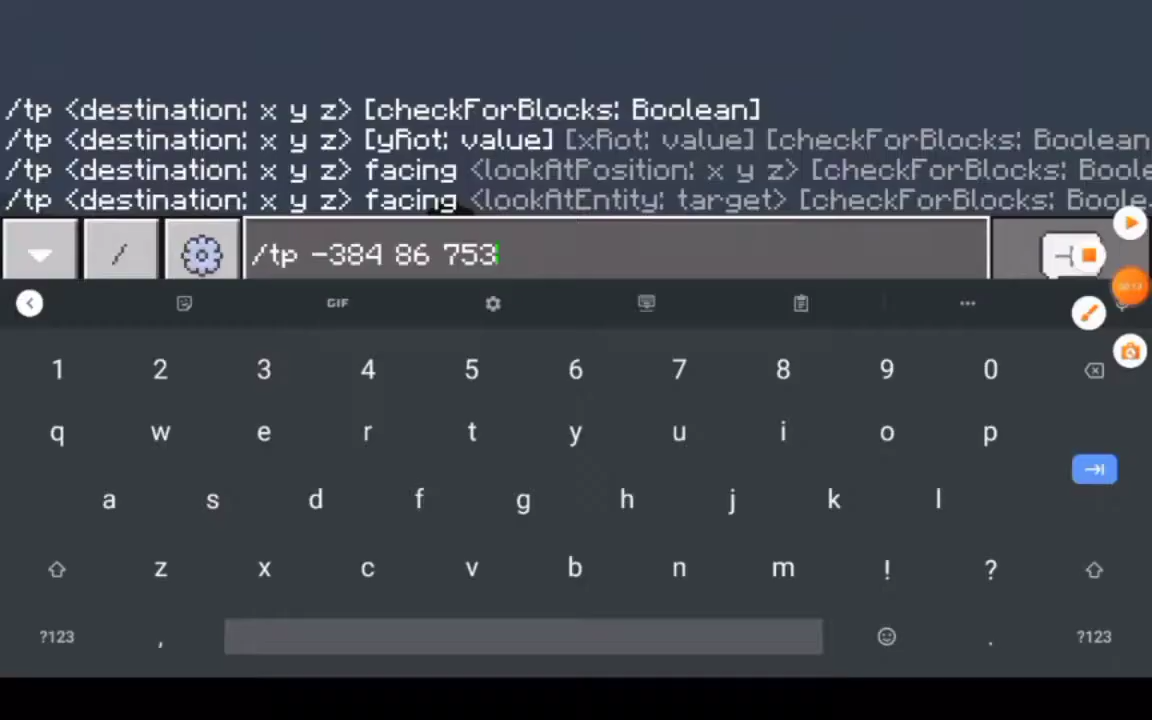 /tp <destination: x y z> [checkForBlocks: Boolean]
/tp <destination: x y z> [yRot: value] [xRot: value] [checkForBlocks: Boolean
/tp <destination: x y z> facing <lookAtPosition: x y z> [checkForBlocks: Boole
/tp <destination: x y z> facing <lookAtEntity: target> [checkForBlocks: Boole
/ /tp -384 86 753
GIF
1 2 3 4 5 6 7 8 9 0
q w e r t y u i o p
a s d f g h j k l
z x c v b n m ! ?
?123 , . ?123